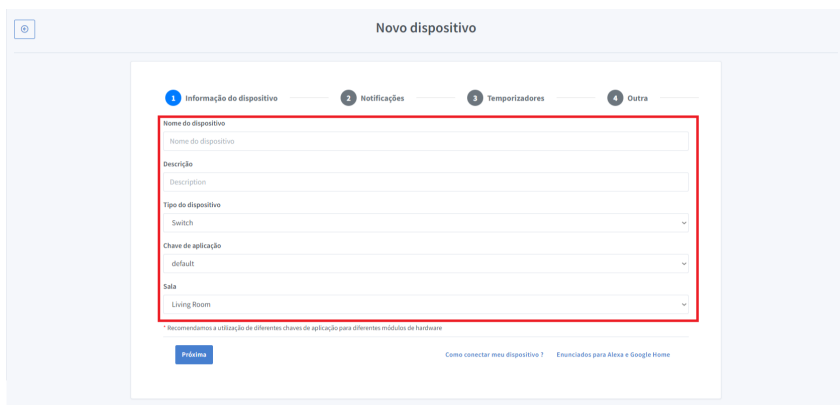 Novo dispositivo
1 Informação do dispositivo 2 Notificações 3 Temporizadores 4 Outra
Nome do dispositivo
Nome do dispositivo
Descrição
Description
Tipo do dispositivo
Switch
Chave de aplicação
default
Sala
Living Room
* Recomendamos a utilização de diferentes chaves de aplicação para diferentes módulos de hardware
Próxima Como conectar meu dispositivo ? Enunciados para Alexa e Google Home